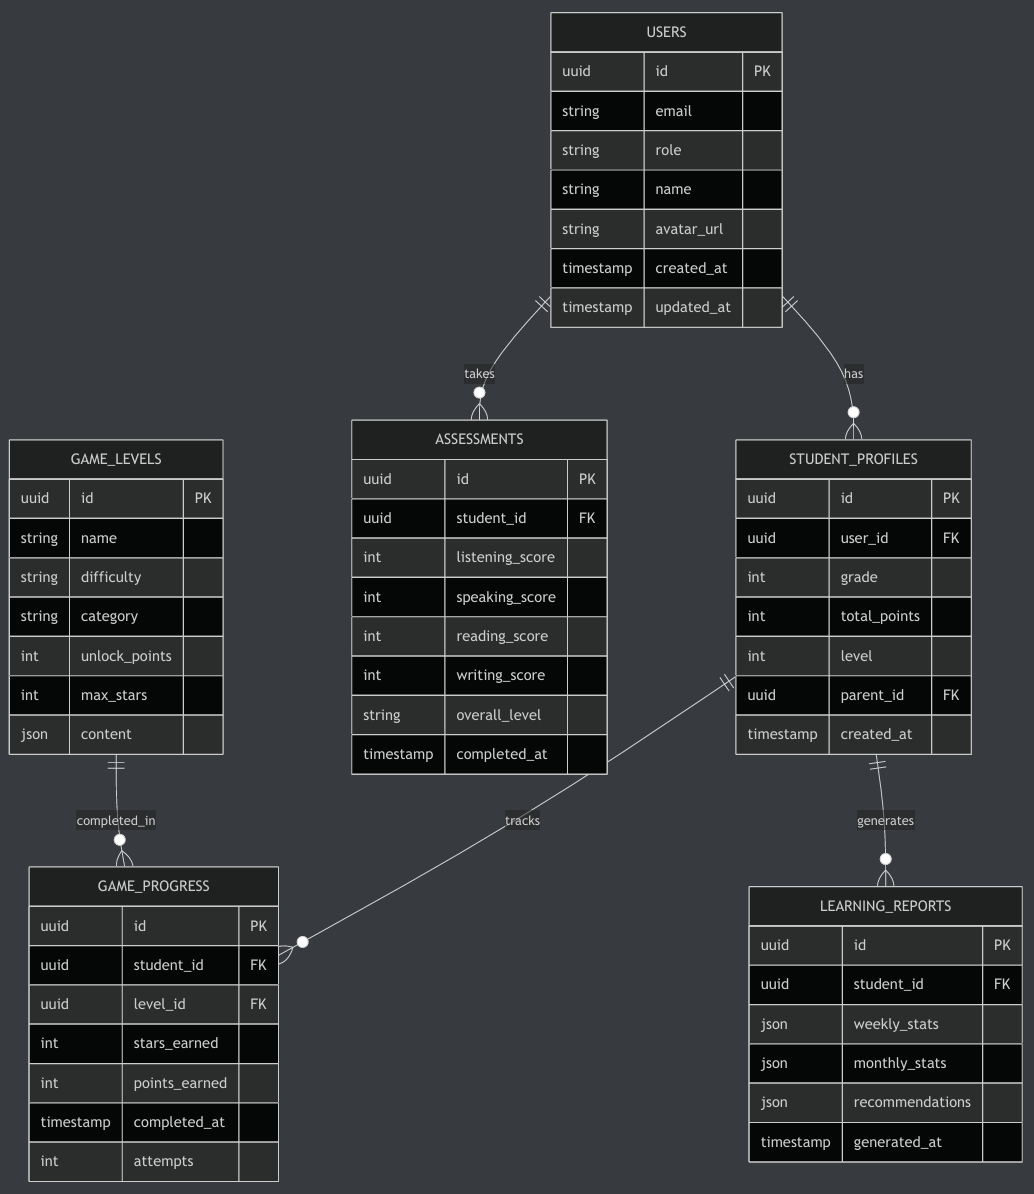 USERS
uuid id PK
string email
string role
string name
string avatar_url
timestamp created_at
timestamp updated_at
takes
has
GAME_LEVELS
uuid id PK
string name
string difficulty
string category
int unlock_points
int max_stars
json content
ASSESSMENTS
uuid id PK
uuid student_id FK
int listening_score
int speaking_score
int reading_score
int writing_score
string overall_level
timestamp completed_at
STUDENT_PROFILES
uuid id PK
uuid user_id FK
int grade
int total_points
int level
uuid parent_id FK
timestamp created_at
completed_in
tracks
generates
GAME_PROGRESS
uuid id PK
uuid student_id FK
uuid level_id FK
int stars_earned
int points_earned
timestamp completed_at
int attempts
LEARNING_REPORTS
uuid id PK
uuid student_id FK
json weekly_stats
json monthly_stats
json recommendations
timestamp generated_at